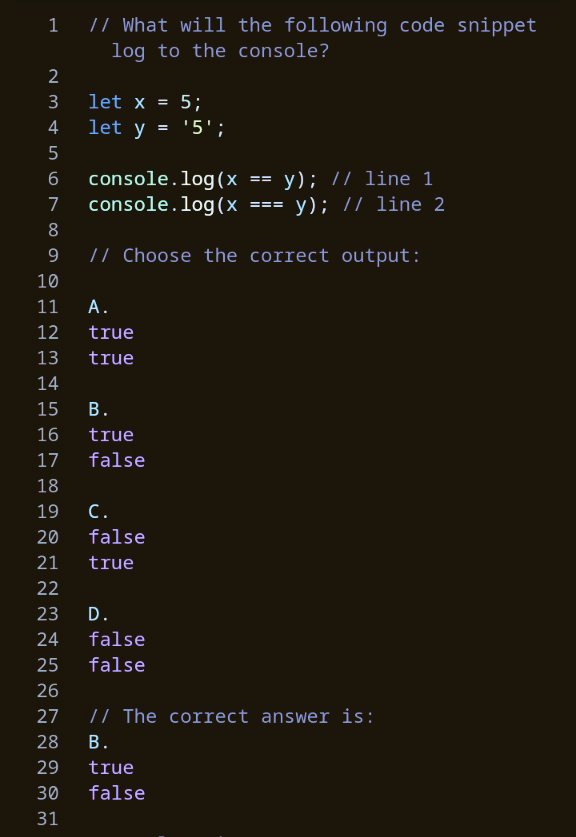 1 // What will the following code snippet
log to the console?
2
3 let x = 5;
4 let y = '5';
5
6 console.log(x == y); // line 1
7 console.log(x === y); // line 2
8
9 // Choose the correct output:
10
11 A.
12 true
13 true
14
15 B.
16 true
17 false
18
19 C.
20 false
21 true
22
23 D.
24 false
25 false
26
27 // The correct answer is:
28 B.
29 true
30 false
31